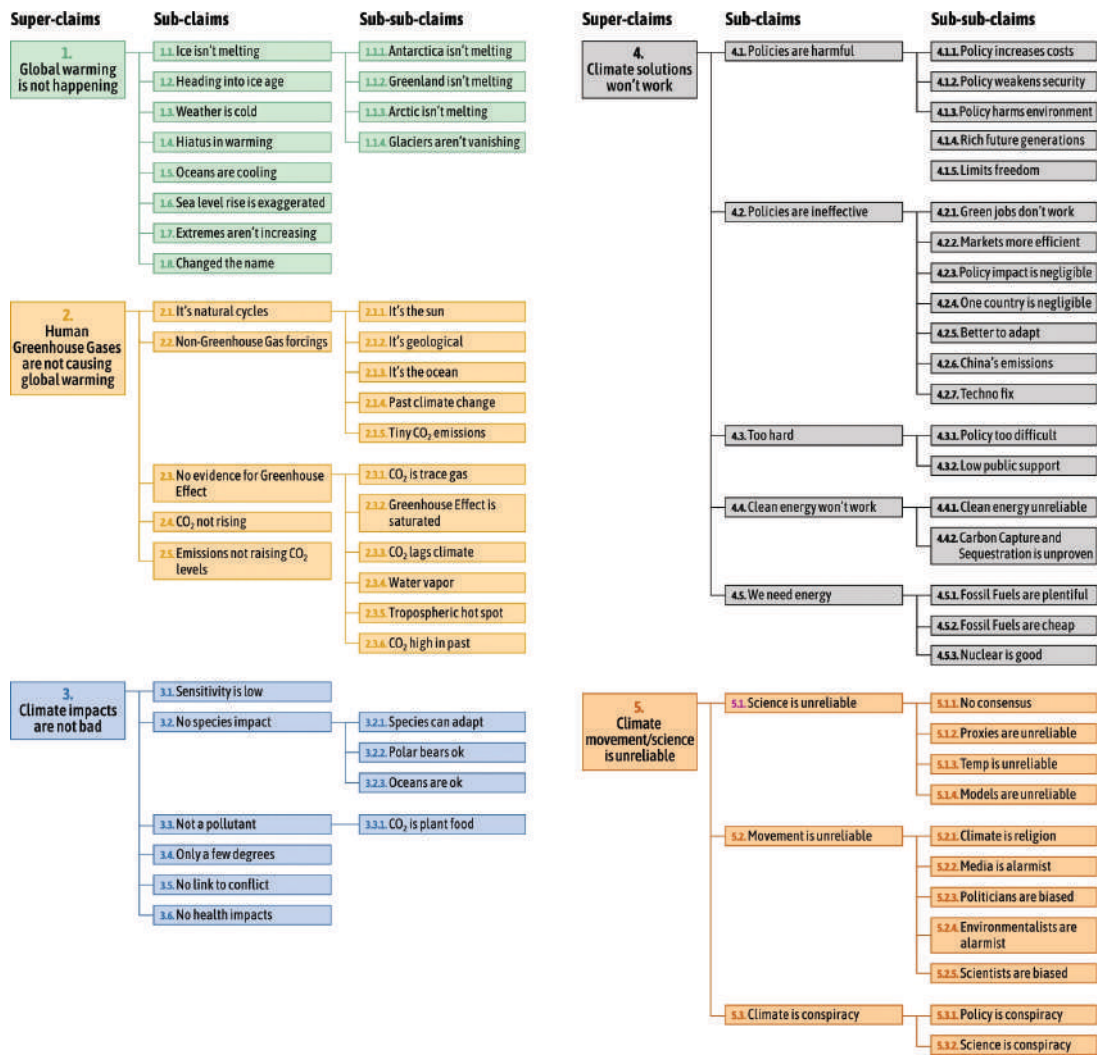 Super-claims
Sub-claims
Sub-sub-claims
1.
Global warming
is not happening
1.1. Ice isn't melting
1.2. Heading into ice age
1.3. Weather is cold
1.4. Hiatus in warming
1.5. Oceans are cooling
1.6. Sea level rise is exaggerated
1.7. Extremes aren't increasing
1.8. Changed the name
1.1.1. Antarctica isn't melting
1.1.2. Greenland isn't melting
1.1.3. Arctic isn't melting
1.1.4. Glaciers aren't vanishing
2.
Human
Greenhouse Gases
are not causing
global warming
2.1. It's natural cycles
2.2. Non-Greenhouse Gas forcings
2.1.1. It's the sun
2.1.2. It's geological
2.1.3. It's the ocean
2.1.4. Past climate change
2.1.5. Tiny CO₂ emissions
2.3. No evidence for Greenhouse
Effect
2.4. CO₂ not rising
2.5. Emissions not raising CO₂
levels
2.3.1. CO₂ is trace gas
2.3.2. Greenhouse Effect is
saturated
2.3.3. CO₂ lags climate
2.3.4. Water vapor
2.3.5. Tropospheric hot spot
2.3.6. CO₂ high in past
3.
Climate impacts
are not bad
3.1. Sensitivity is low
3.2. No species impact
3.2.1. Species can adapt
3.2.2. Polar bears ok
3.2.3. Oceans are ok
3.3. Not a pollutant
3.3.1. CO₂ is plant food
3.4. Only a few degrees
3.5. No link to conflict
3.6. No health impacts
Super-claims
Sub-claims
Sub-sub-claims
4.
Climate solutions
won't work
4.1. Policies are harmful
4.1.1. Policy increases costs
4.1.2. Policy weakens security
4.1.3. Policy harms environment
4.1.4. Rich future generations
4.1.5. Limits freedom
4.2. Policies are ineffective
4.2.1. Green jobs don't work
4.2.2. Markets more efficient
4.2.3. Policy impact is negligible
4.2.4. One country is negligible
4.2.5. Better to adapt
4.2.6. China's emissions
4.2.7. Techno fix
4.3. Too hard
4.3.1. Policy too difficult
4.3.2. Low public support
4.4. Clean energy won't work
4.4.1. Clean energy unreliable
4.4.2. Carbon Capture and
Sequestration is unproven
4.5. We need energy
4.5.1. Fossil Fuels are plentiful
4.5.2. Fossil Fuels are cheap
4.5.3. Nuclear is good
5.
Climate
movement/science
is unreliable
5.1. Science is unreliable
5.1.1. No consensus
5.1.2. Proxies are unreliable
5.1.3. Temp is unreliable
5.1.4. Models are unreliable
5.2. Movement is unreliable
5.2.1. Climate is religion
5.2.2. Media is alarmist
5.2.3. Politicians are biased
5.2.4. Environmentalists are
alarmist
5.2.5. Scientists are biased
5.3. Climate is conspiracy
5.3.1. Policy is conspiracy
5.3.2. Science is conspiracy